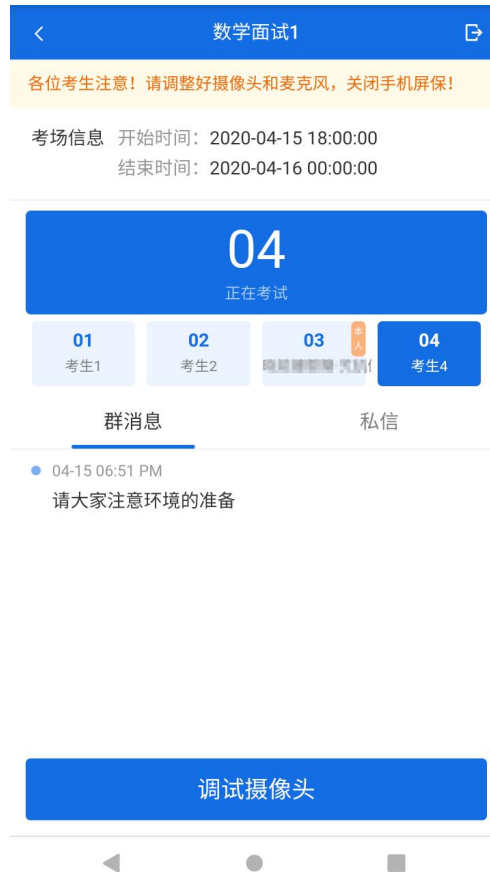 数学面试1
各位考生注意！请调整好摄像头和麦克风，关闭手机屏保！
考场信息 开始时间：2020-04-15 18:00:00
结束时间：2020-04-16 00:00:00
04
正在考试
01 02 03 本人 04
考生1 考生2 考生4
群消息 私信
04-15 06:51 PM
请大家注意环境的准备
调试摄像头